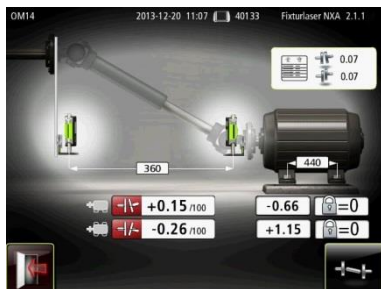 OM14 2013-12-20 11:07 40133 Fixturlaser NXA 2.1.1
0.07
0.07
360
440
+0.15 /100 -0.66 =0
-0.26 /100 +1.15 =0